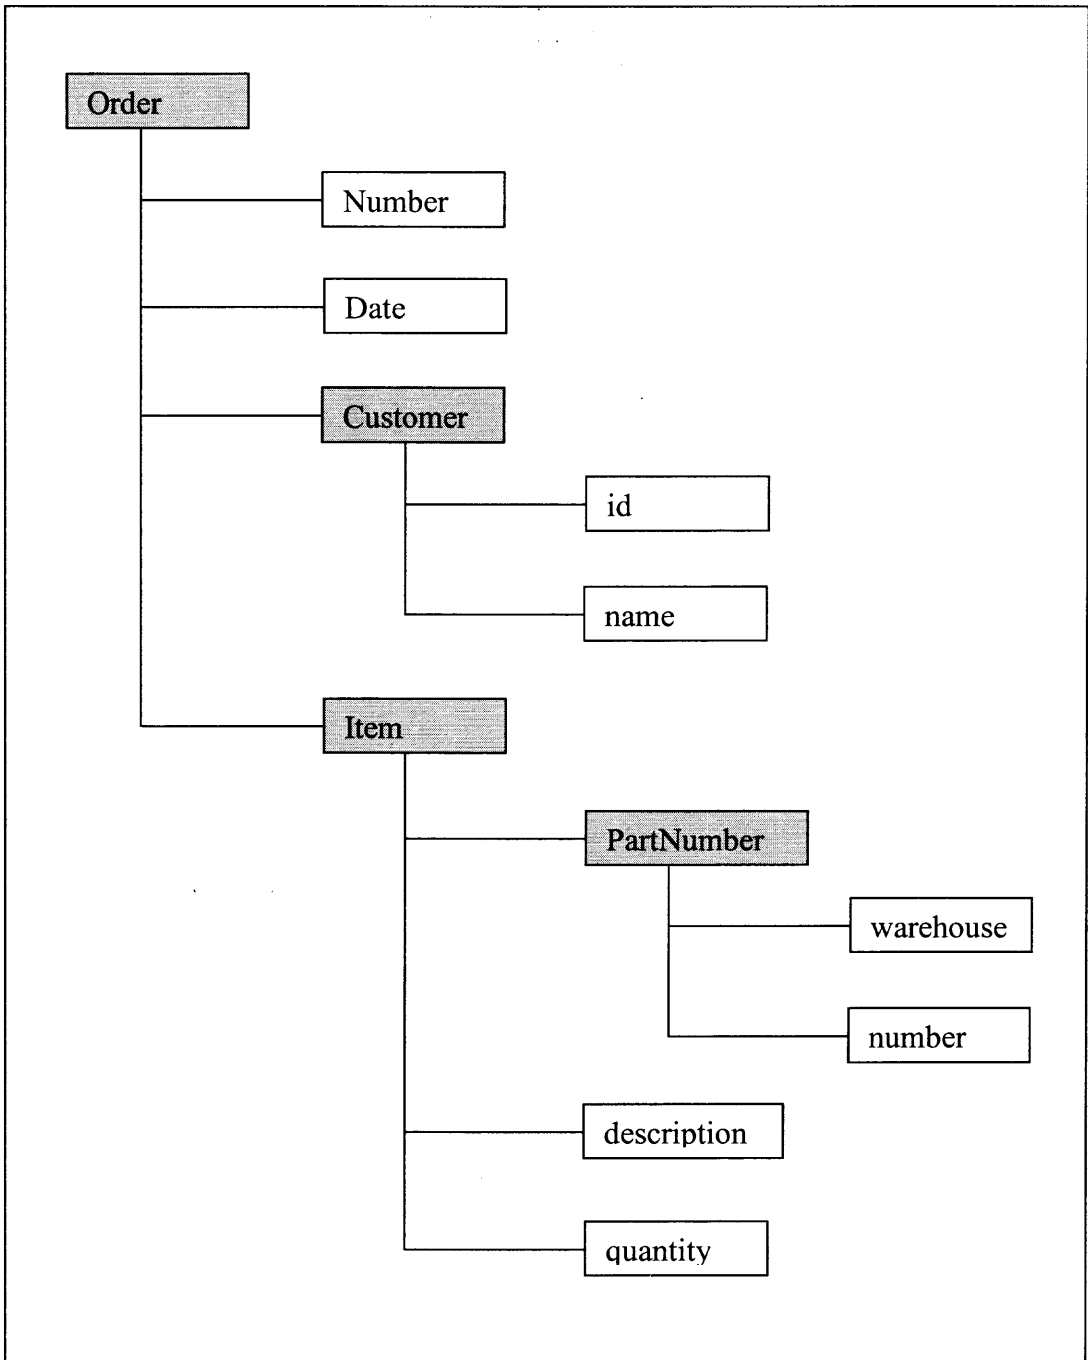 Order
Number
Date
Customer
id
name
Item
PartNumber
warehouse
number
description
quantity